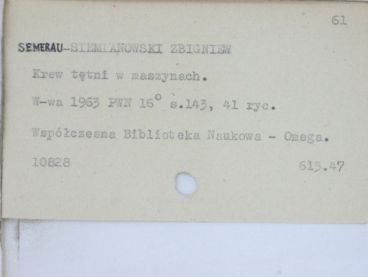 61
SEMERAU-SIEMIANOWSKI ZBIGNIEW
Krew tętni w maszynach.
W-wa 1963 PWN 16° s.143, 41 ryc.
Współczesna Biblioteka Naukowa - Omega.
10828 615.47